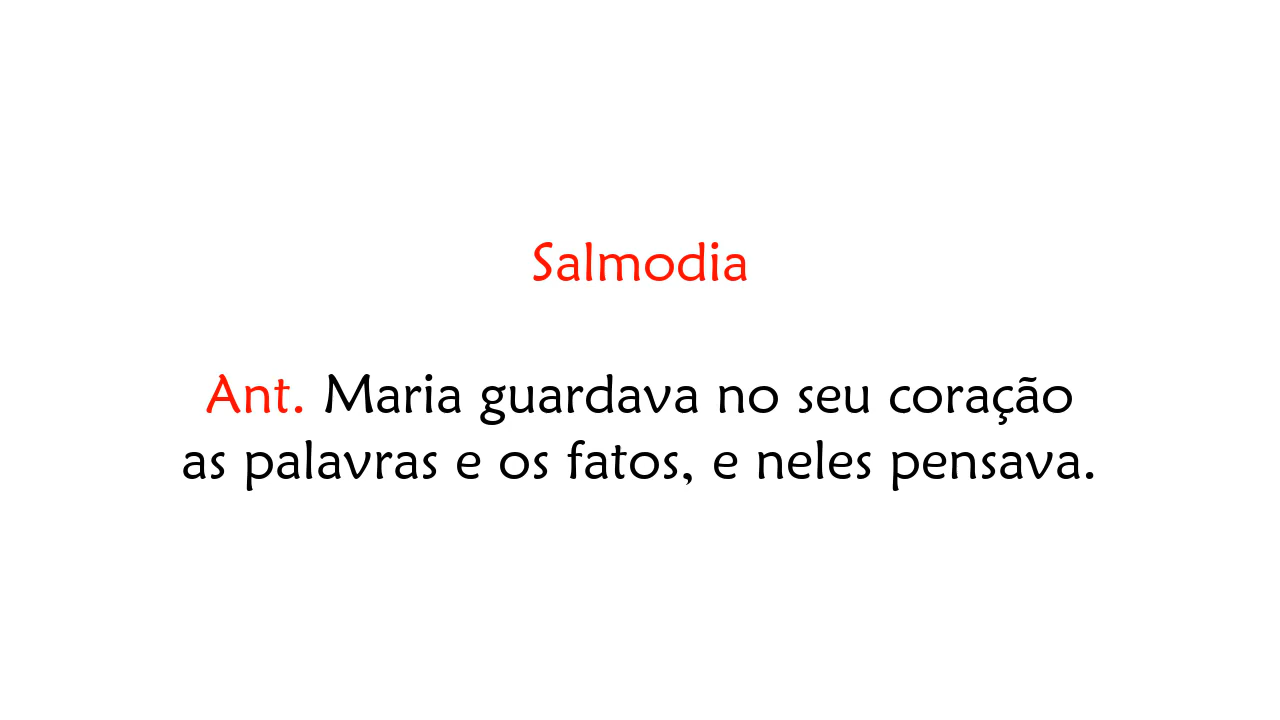 Salmodia
Ant. Maria guardava no seu coração
as palavras e os fatos, e neles pensava.